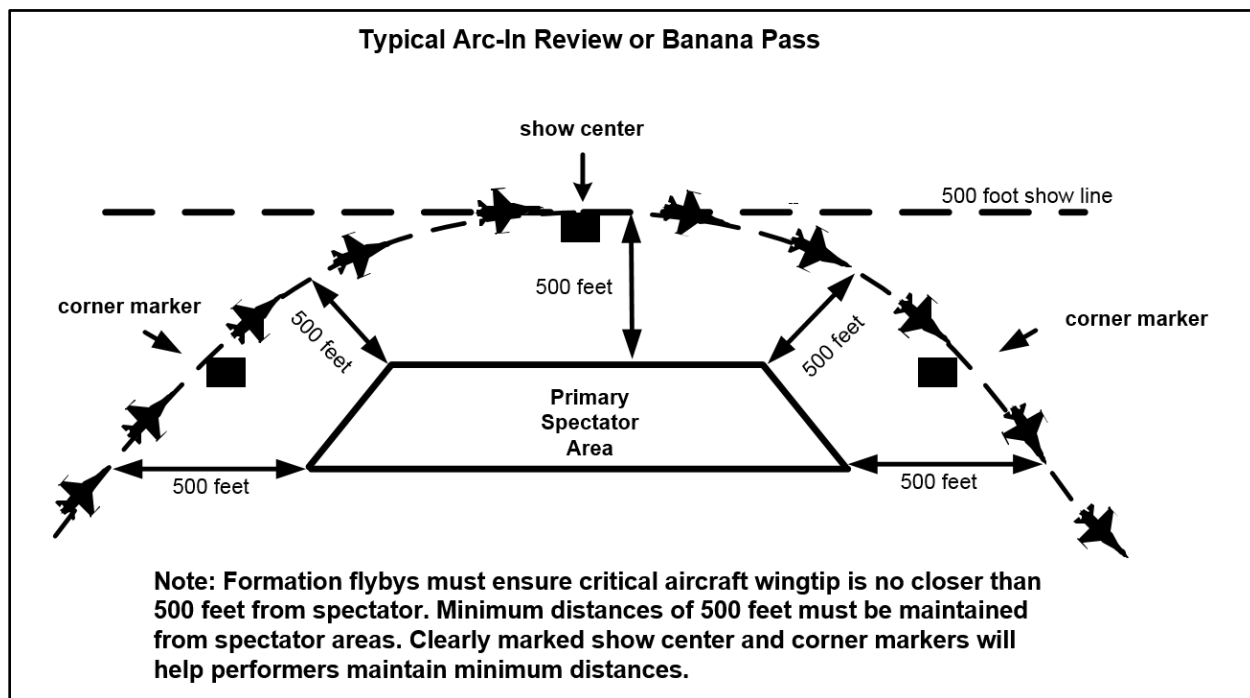 Typical Arc-In Review or Banana Pass
show center
500 foot show line
500 feet
corner marker
500 feet
500 feet
corner marker
Primary
Spectator
Area
500 feet
500 feet
Note: Formation flybys must ensure critical aircraft wingtip is no closer than
500 feet from spectator. Minimum distances of 500 feet must be maintained
from spectator areas. Clearly marked show center and corner markers will
help performers maintain minimum distances.